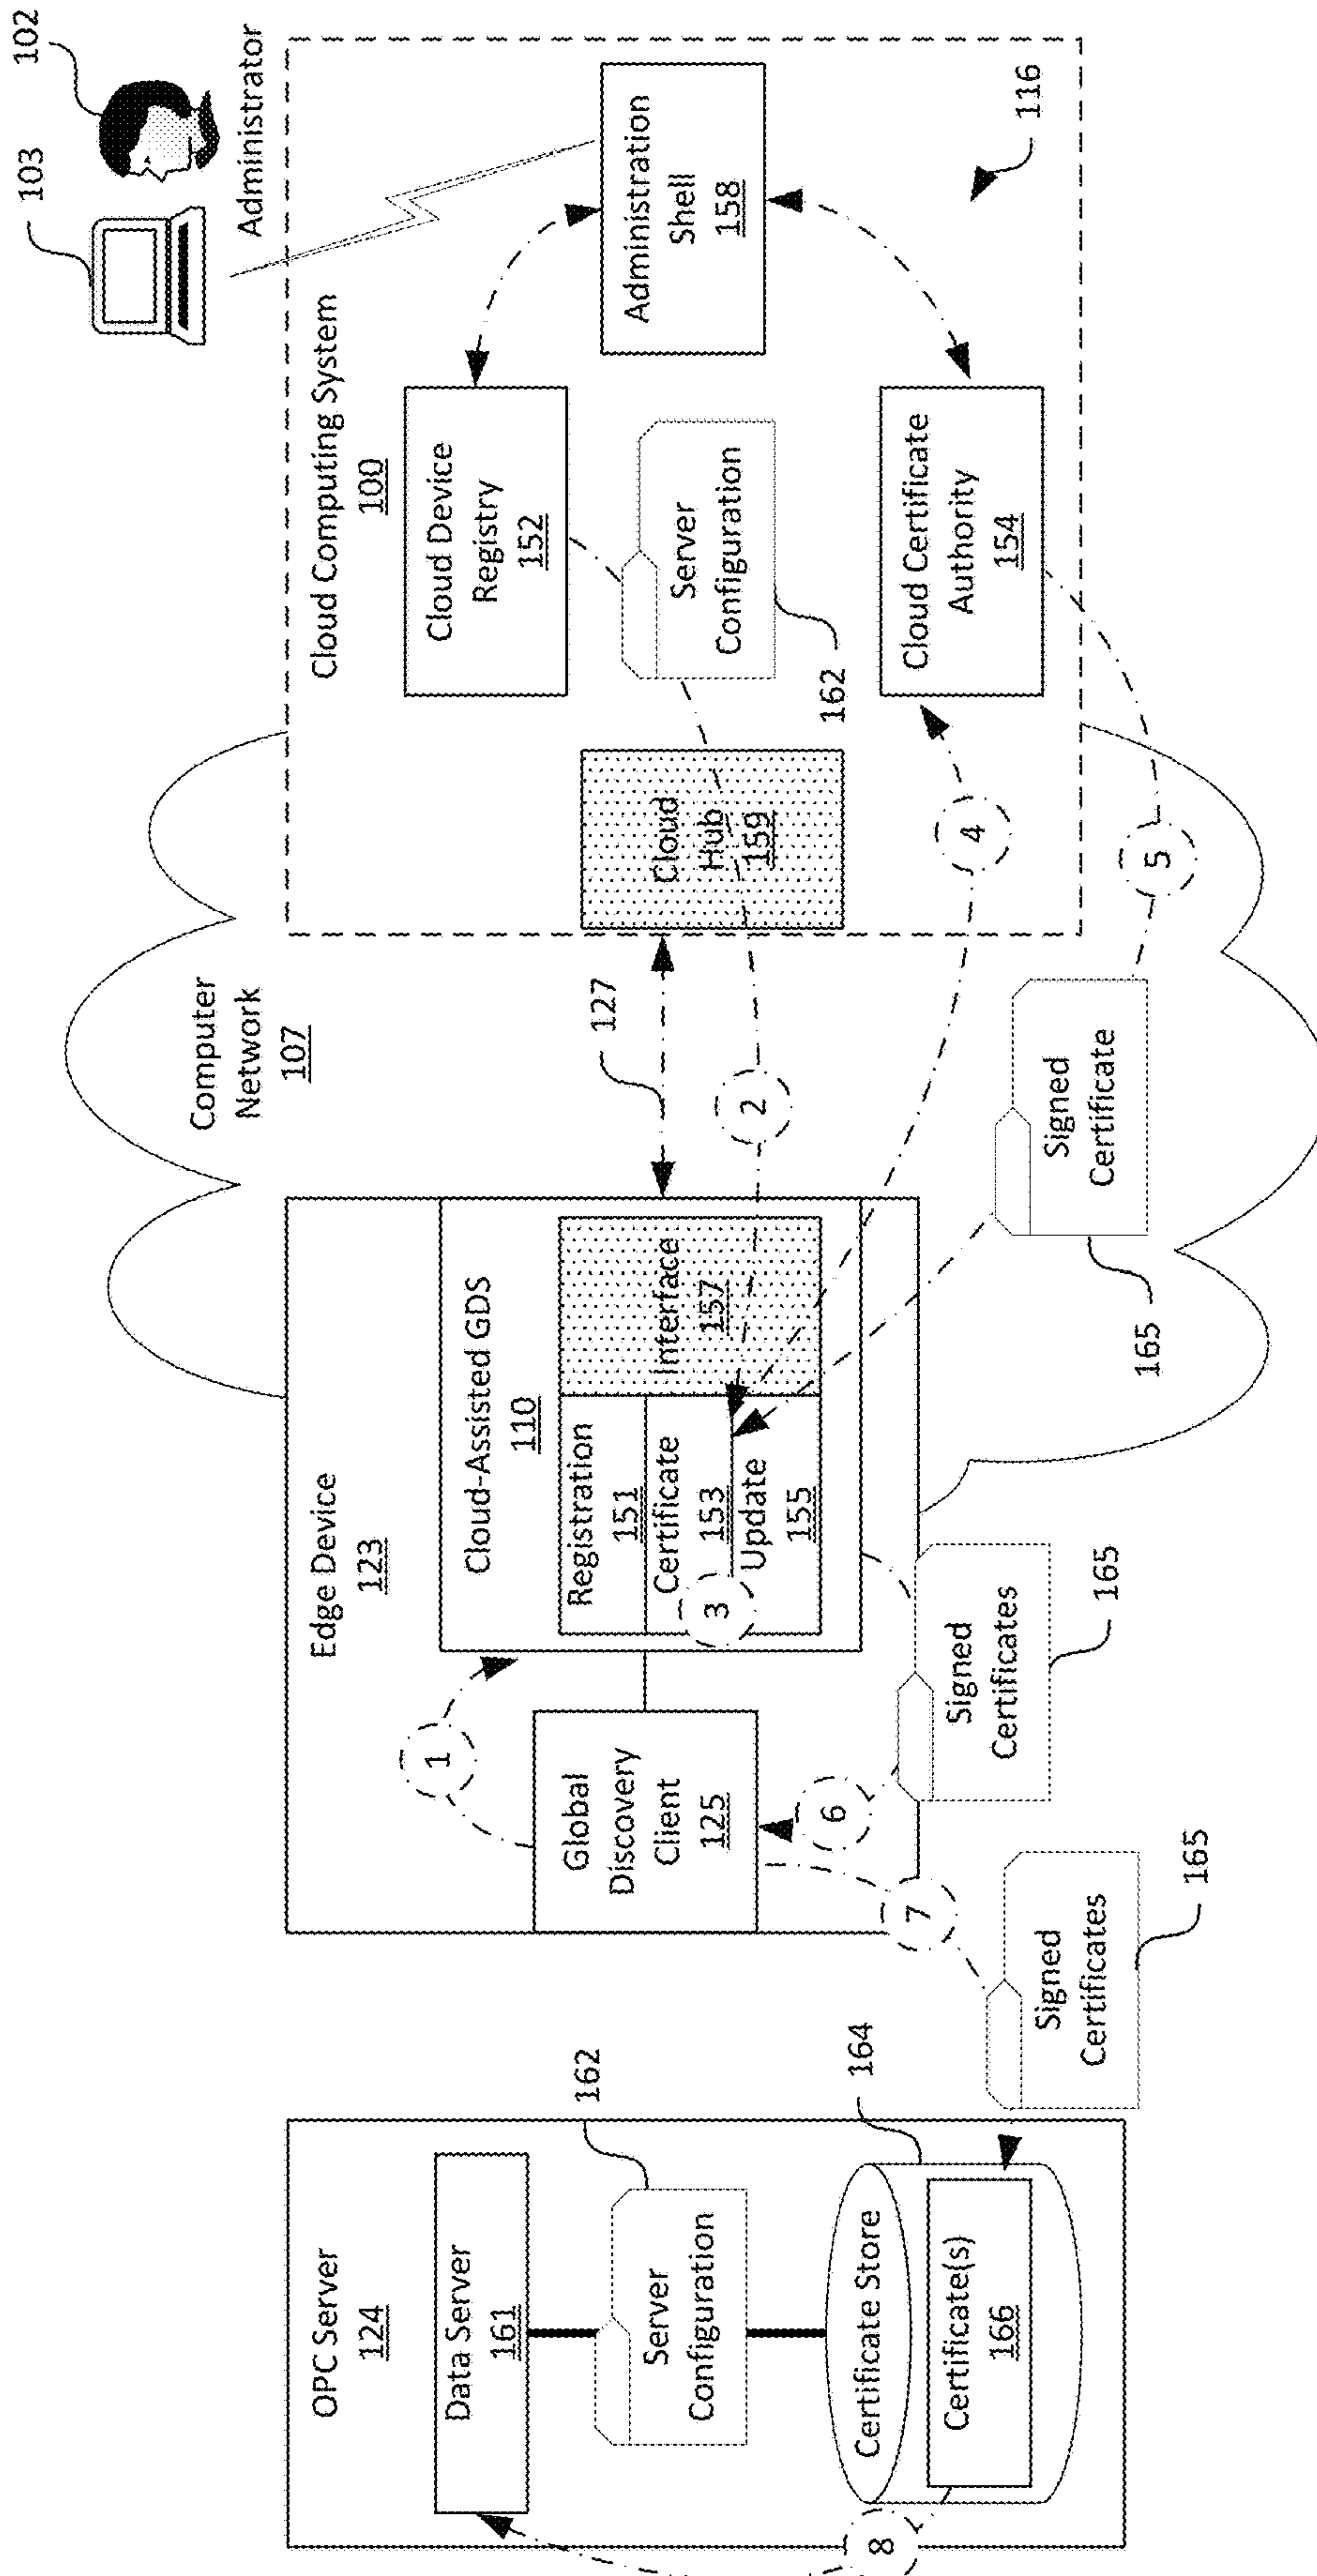 103
102
Administrator
Cloud Computing System
100
Cloud Device
Registry
152
Administration
Shell
158
Server
Configuration
162
Cloud Certificate
Authority
154
116
Cloud
Hub
159
Computer
Network
107
127
2
4
5
Signed
Certificate
165
Edge Device
123
Cloud-Assisted GDS
110
Registration
151
Certificate
153
Update
155
Interface
157
3
1
Global
Discovery
Client
125
6
7
Signed
Certificates
165
Signed
Certificates
165
OPC Server
124
Data Server
161
Server
Configuration
162
Certificate Store
164
Certificate(s)
166
8